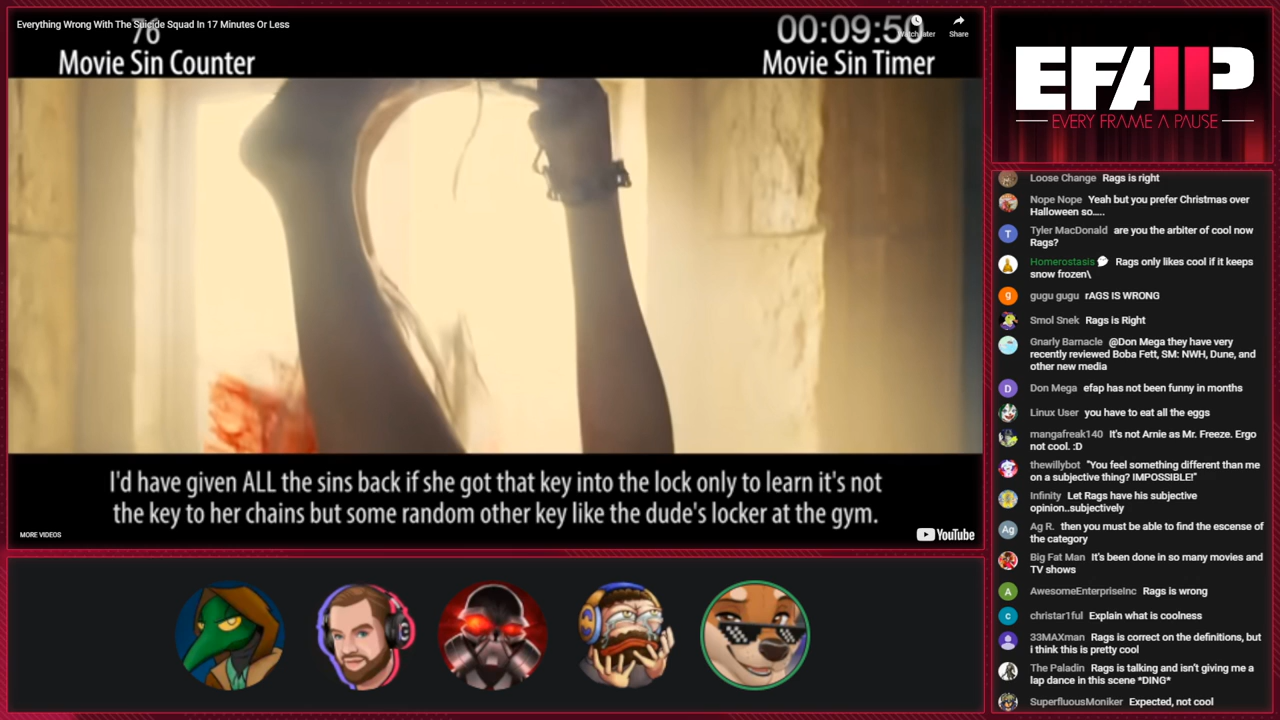 Everything Wrong With The Suicide Squad In 17 Minutes Or Less
76
Movie Sin Counter
00:09:50
Movie Sin Timer
Watch later
Share
I'd have given ALL the sins back if she got that key into the lock only to learn it's not
the key to her chains but some random other key like the dude's locker at the gym.
MORE VIDEOS
YouTube
EFAP
EVERY FRAME A PAUSE
Loose Change Rags is right
Nope Nope Yeah but you prefer Christmas over
Halloween so.....
T
Tyler MacDonald are you the arbiter of cool now
Rags?
Homerostasis Rags only likes cool if it keeps
snow frozen\
g
gugu gugu rAGS IS WRONG
Smol Snek Rags is Right
Gnarly Barnacle @Don Mega they have very
recently reviewed Boba Fett, SM: NWH, Dune, and
other new media
D
Don Mega efap has not been funny in months
Linux User you have to eat all the eggs
mangafreak140 It's not Arnie as Mr. Freeze. Ergo
not cool. :D
thewillybot "You feel something different than me
on a subjective thing? IMPOSSIBLE!"
Infinity Let Rags have his subjective
opinion..subjectively
Ag
Ag R. then you must be able to find the escense of
the category
Big Fat Man It's been done in so many movies and
TV shows
A
AwesomeEnterpriseInc Rags is wrong
c
christar1ful Explain what is coolness
33MAXman Rags is correct on the definitions, but
i think this is pretty cool
The Paladin Rags is talking and isn't giving me a
lap dance in this scene *DING*
SuperfluousMoniker Expected, not cool